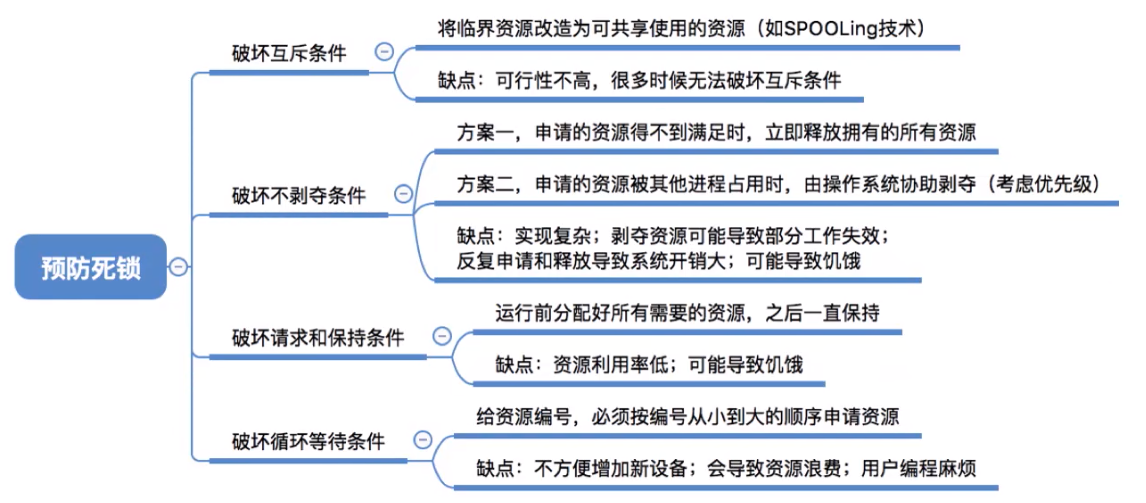 预防死锁
破坏互斥条件
将临界资源改造为可共享使用的资源（如SPOOLing技术）
缺点：可行性不高，很多时候无法破坏互斥条件
破坏不剥夺条件
方案一，申请的资源得不到满足时，立即释放拥有的所有资源
方案二，申请的资源被其他进程占用时，由操作系统协助剥夺（考虑优先级）
缺点：实现复杂；剥夺资源可能导致部分工作失效；
反复申请和释放导致系统开销大；可能导致饥饿
破坏请求和保持条件
运行前分配好所有需要的资源，之后一直保持
缺点：资源利用率低；可能导致饥饿
破坏循环等待条件
给资源编号，必须按编号从小到大的顺序申请资源
缺点：不方便增加新设备；会导致资源浪费；用户编程麻烦